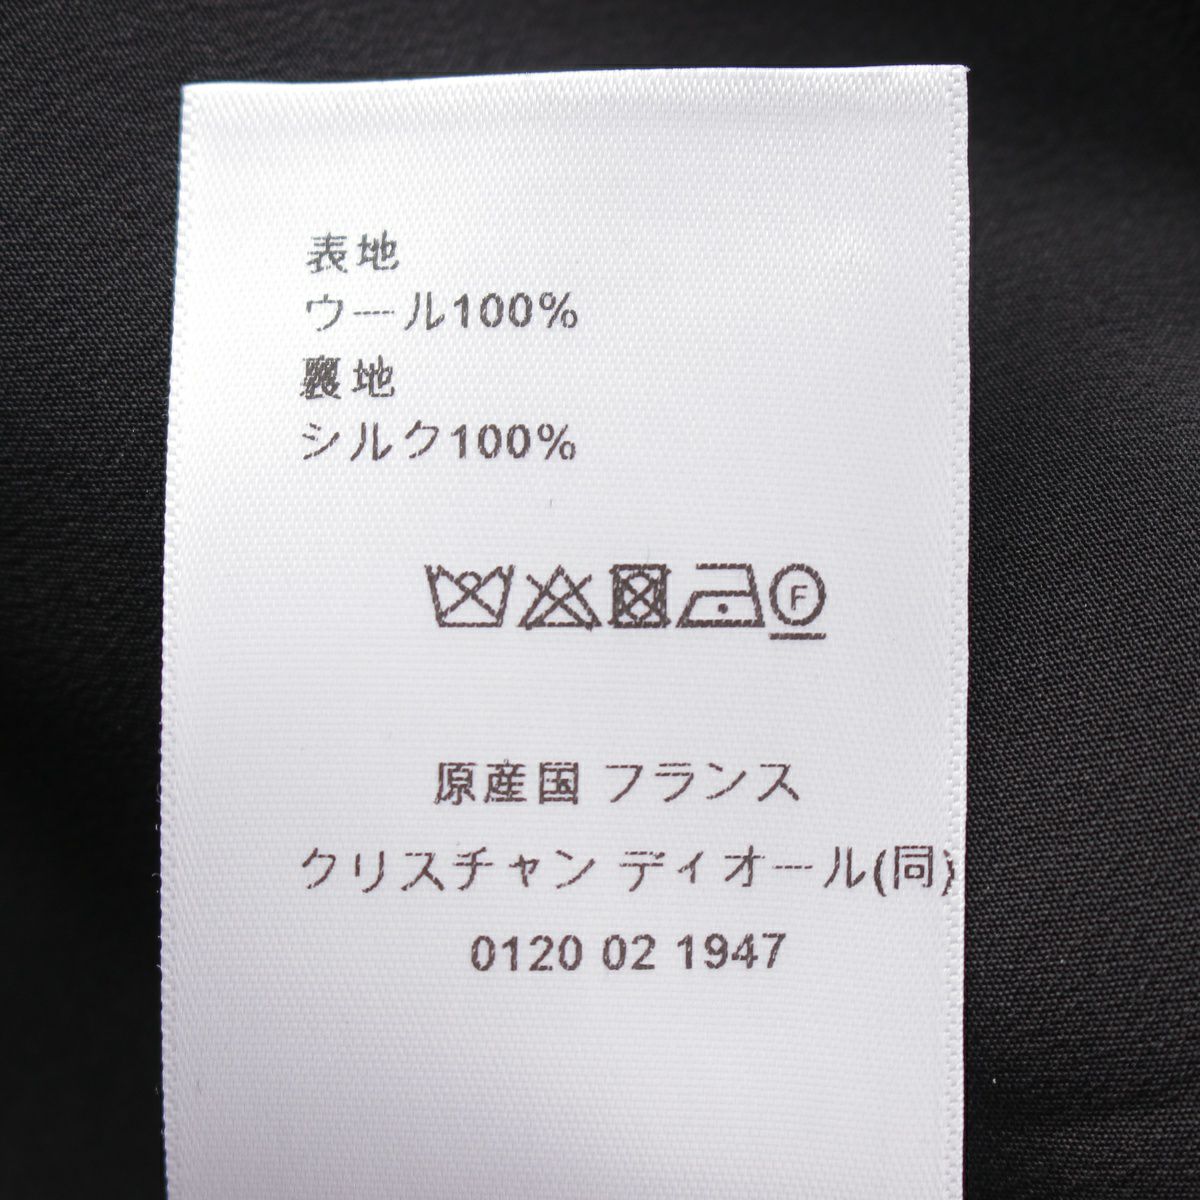 表地
ウール100%
裏地
シルク100%
F
原産国 フランス
クリスチャン ディオール(同)
0120 02 1947